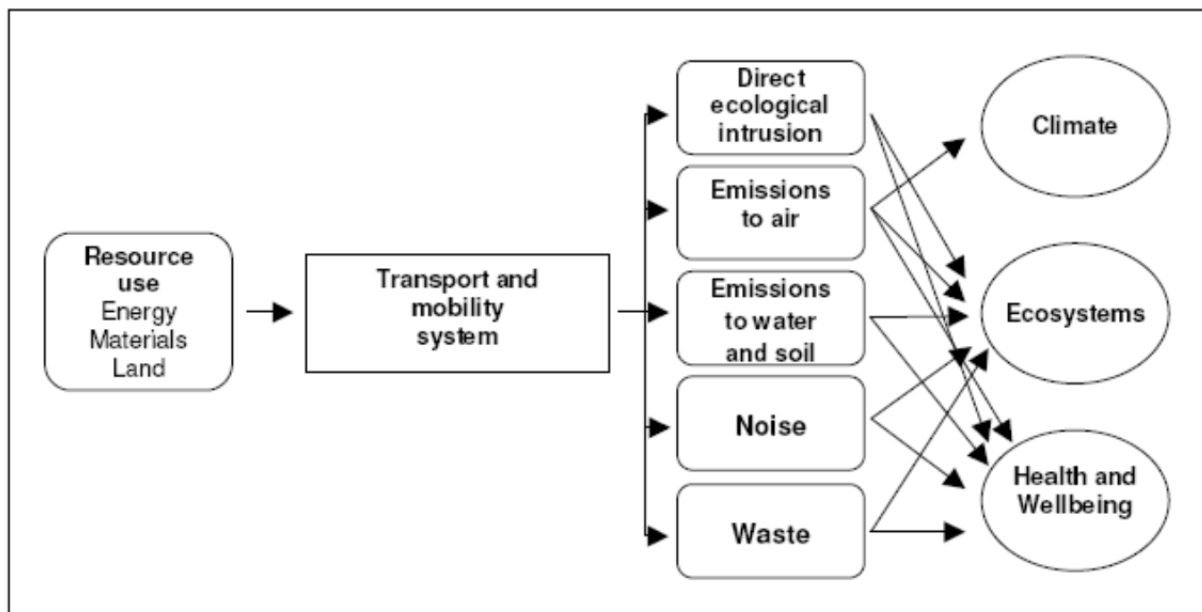 Resource
use
Energy
Materials
Land
Transport and
mobility
system
Direct
ecological
intrusion
Emissions
to air
Emissions
to water
and soil
Noise
Waste
Climate
Ecosystems
Health and
Wellbeing